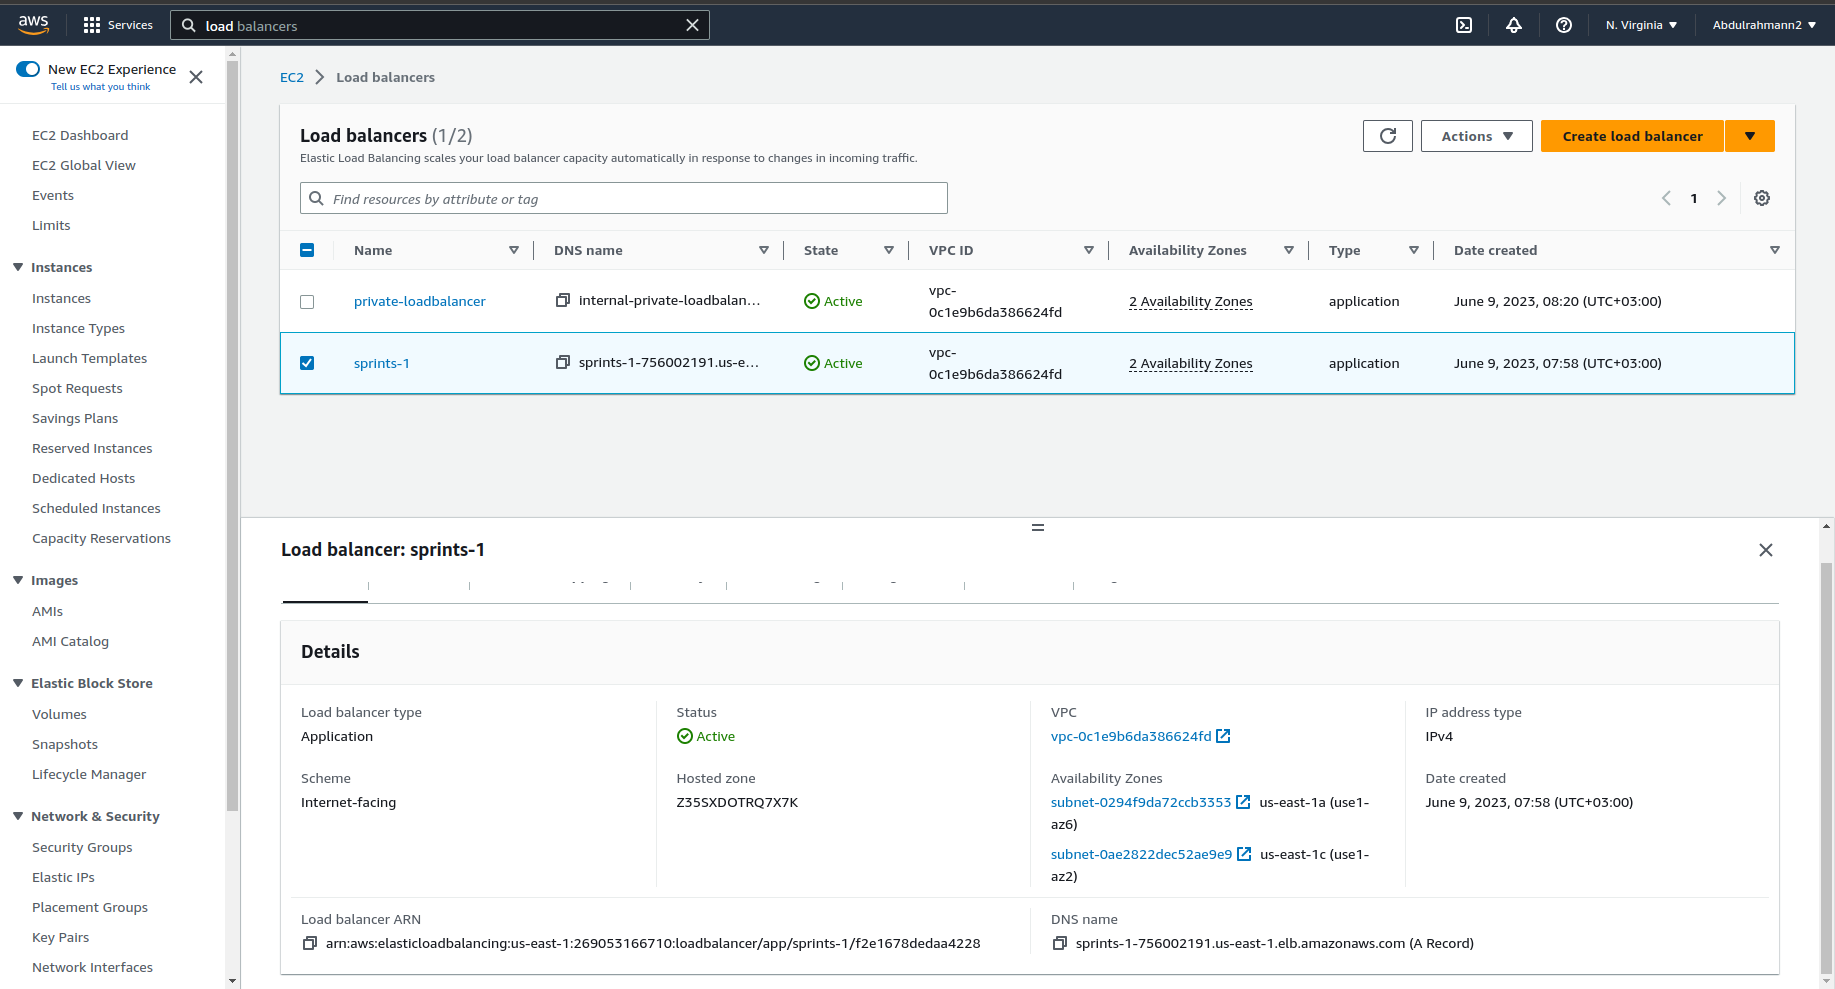 aws
Services
load balancers
N. Virginia
Abdulrahmann2
New EC2 Experience
Tell us what you think
EC2 Dashboard
EC2 Global View
Events
Limits
Instances
Instances
Instance Types
Launch Templates
Spot Requests
Savings Plans
Reserved Instances
Dedicated Hosts
Scheduled Instances
Capacity Reservations
Images
AMIs
AMI Catalog
Elastic Block Store
Volumes
Snapshots
Lifecycle Manager
Network & Security
Security Groups
Elastic IPs
Placement Groups
Key Pairs
Network Interfaces
EC2 > Load balancers
Load balancers (1/2)
Elastic Load Balancing scales your load balancer capacity automatically in response to changes in incoming traffic.
Actions
Create load balancer
Find resources by attribute or tag
1
Name DNS name State VPC ID Availability Zones Type Date created
private-loadbalancer internal-private-loadbalan... Active vpc-0c1e9b6da386624fd 2 Availability Zones application June 9, 2023, 08:20 (UTC+03:00)
sprints-1 sprints-1-756002191.us-e... Active vpc-0c1e9b6da386624fd 2 Availability Zones application June 9, 2023, 07:58 (UTC+03:00)
Load balancer: sprints-1
Details
Load balancer type
Application
Status
Active
VPC
vpc-0c1e9b6da386624fd
IP address type
IPv4
Scheme
Internet-facing
Hosted zone
Z35SXDOTRQ7X7K
Availability Zones
subnet-0294f9da72ccb3353 us-east-1a (use1-
az6)
subnet-0ae2822dec52ae9e9 us-east-1c (use1-
az2)
Date created
June 9, 2023, 07:58 (UTC+03:00)
Load balancer ARN
arn:aws:elasticloadbalancing:us-east-1:269053166710:loadbalancer/app/sprints-1/f2e1678dedaa4228
DNS name
sprints-1-756002191.us-east-1.elb.amazonaws.com (A Record)